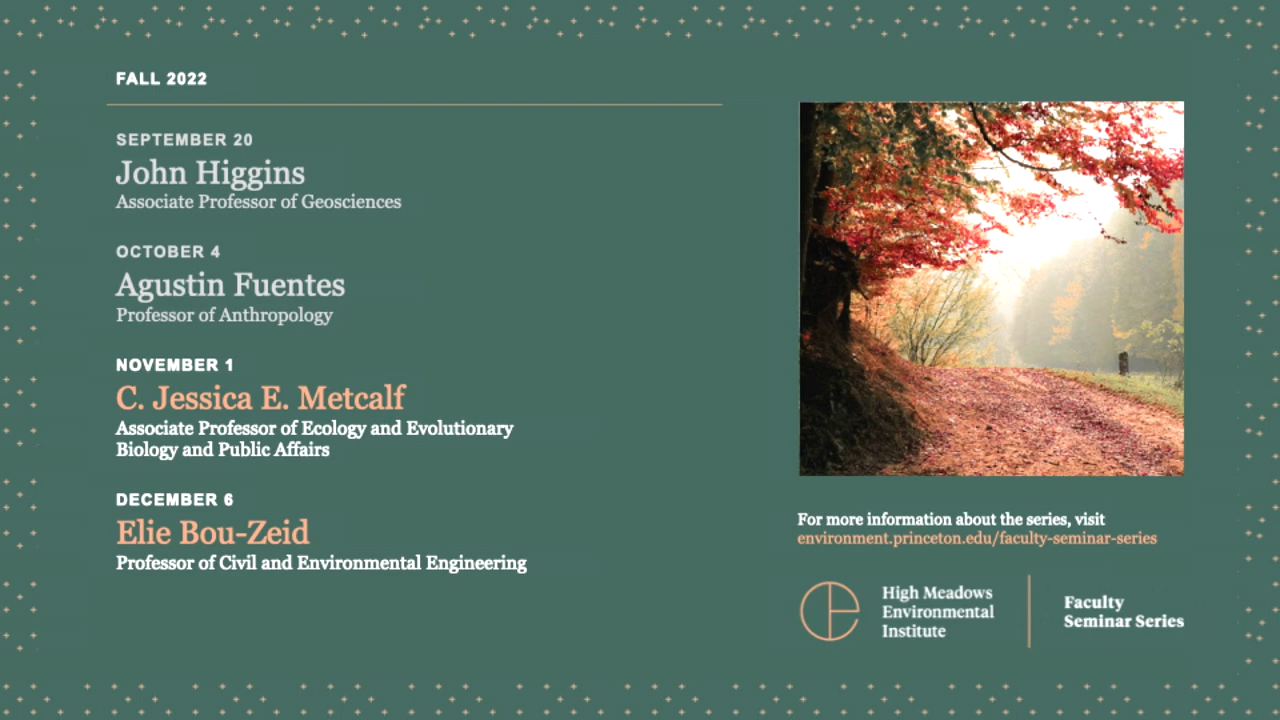 FALL 2022
SEPTEMBER 20
John Higgins
Associate Professor of Geosciences
OCTOBER 4
Agustin Fuentes
Professor of Anthropology
NOVEMBER 1
C. Jessica E. Metcalf
Associate Professor of Ecology and Evolutionary
Biology and Public Affairs
DECEMBER 6
Elie Bou-Zeid
Professor of Civil and Environmental Engineering
For more information about the series, visit
environment.princeton.edu/faculty-seminar-series
High Meadows
Environmental
Institute
Faculty
Seminar Series